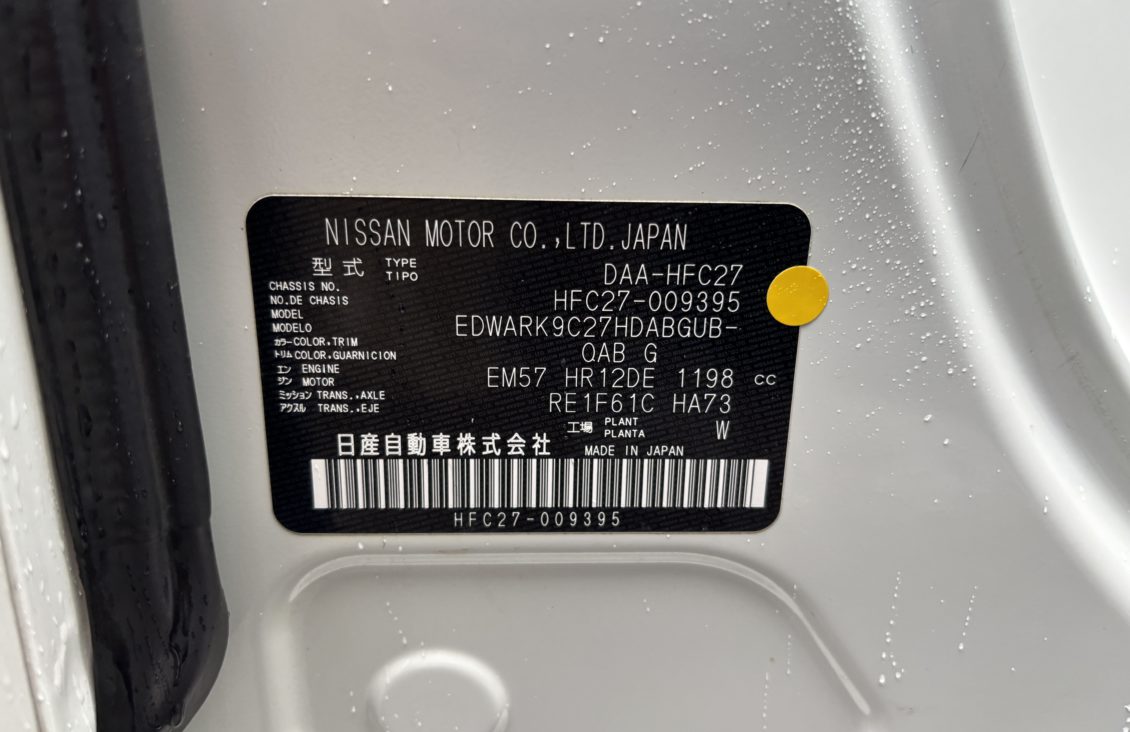 NISSAN MOTOR CO.,LTD.JAPAN
型式 TYPE TIPO DAA-HFC27
CHASSIS NO.
NO.DE CHASIS HFC27-009395
MODEL
MODELO EDWARK9C27HDABGUB-
カラー COLOR.TRIM
トリム COLOR.GUARNICION QAB G
エン ENGINE
ジン MOTOR EM57 HR12DE 1198 cc
ミッション TRANS..AXLE
アクスル TRANS..EJE RE1F61C HA73
工場 PLANT PLANTA W
日産自動車株式会社 MADE IN JAPAN
HFC27-009395